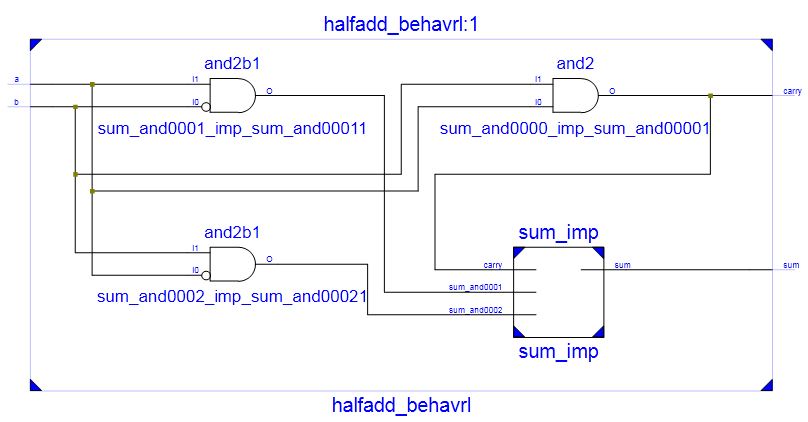 halfadd_behavrl:1
and2b1
and2
a
I1
O
I1
O
carry
b
I0
I0
sum_and0001_imp_sum_and00011
sum_and0000_imp_sum_and00001
and2b1
sum_imp
I1
O
I0
carry
sum
sum
sum_and0001
sum_and0002_imp_sum_and00021
sum_and0002
sum_imp
halfadd_behavrl